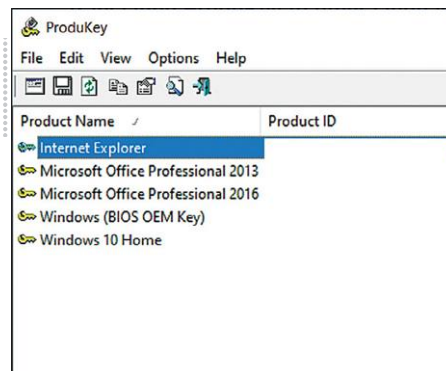 ProduKey
File Edit View Options Help
Product Name Product ID
Internet Explorer
Microsoft Office Professional 2013
Microsoft Office Professional 2016
Windows (BIOS OEM Key)
Windows 10 Home